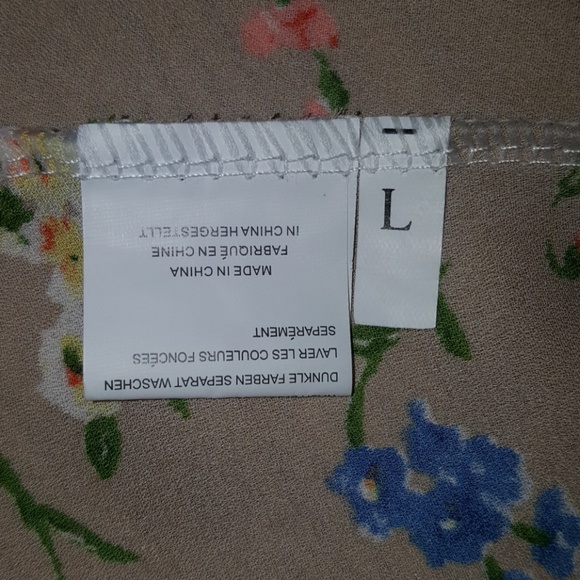 DUNKLE FARBEN SEPARAT WASCHEN
LAVER LES COULEURS FONCÉES
SEPARÉMENT
MADE IN CHINA
FABRIQUÉ EN CHINE
IN CHINA HERGESTELLT
L